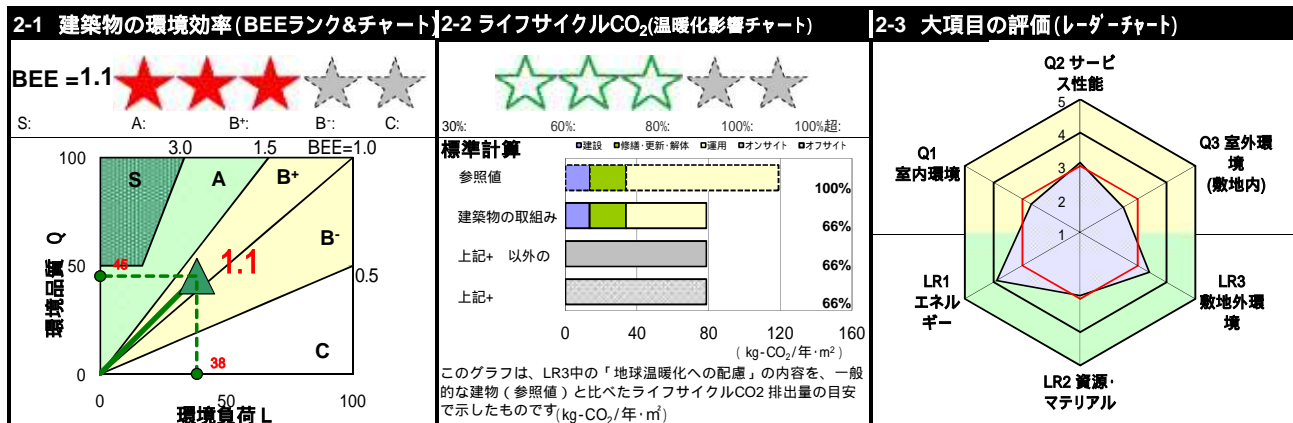 2-1 建築物の環境効率(BEEランク&チャート)
BEE =1.1
S: A: B+: B-: C:
3.0 1.5 BEE=1.0
100
S A B+
B-
環境品質 Q
50
46
1.1
0.5
38
C
0
0 50 100
環境負荷 L
2-2 ライフサイクルCO2(温暖化影響チャート)
30%: 60%: 80%: 100%: 100%超:
標準計算
建設 修繕・更新・解体 運用 オンサイト オフサイト
参照値 100%
建築物の取組み 66%
上記+ 以外の 66%
上記+ 66%
0 40 80 120 160
( kg-CO2/年・m2)
このグラフは、LR3中の「地球温暖化への配慮」の内容を、一般
的な建物(参照値)と比べたライフサイクルCO2 排出量の目安
で示したものです(kg-CO2/年・㎡)
2-3 大項目の評価(レーダーチャート)
Q2 サービ
ス性能
5
4
3
2
1
Q1
室内環境
Q3 室外環
境
(敷地内)
LR1
エネル
ギー
LR3
敷地外環
境
LR2 資源・
マテリアル